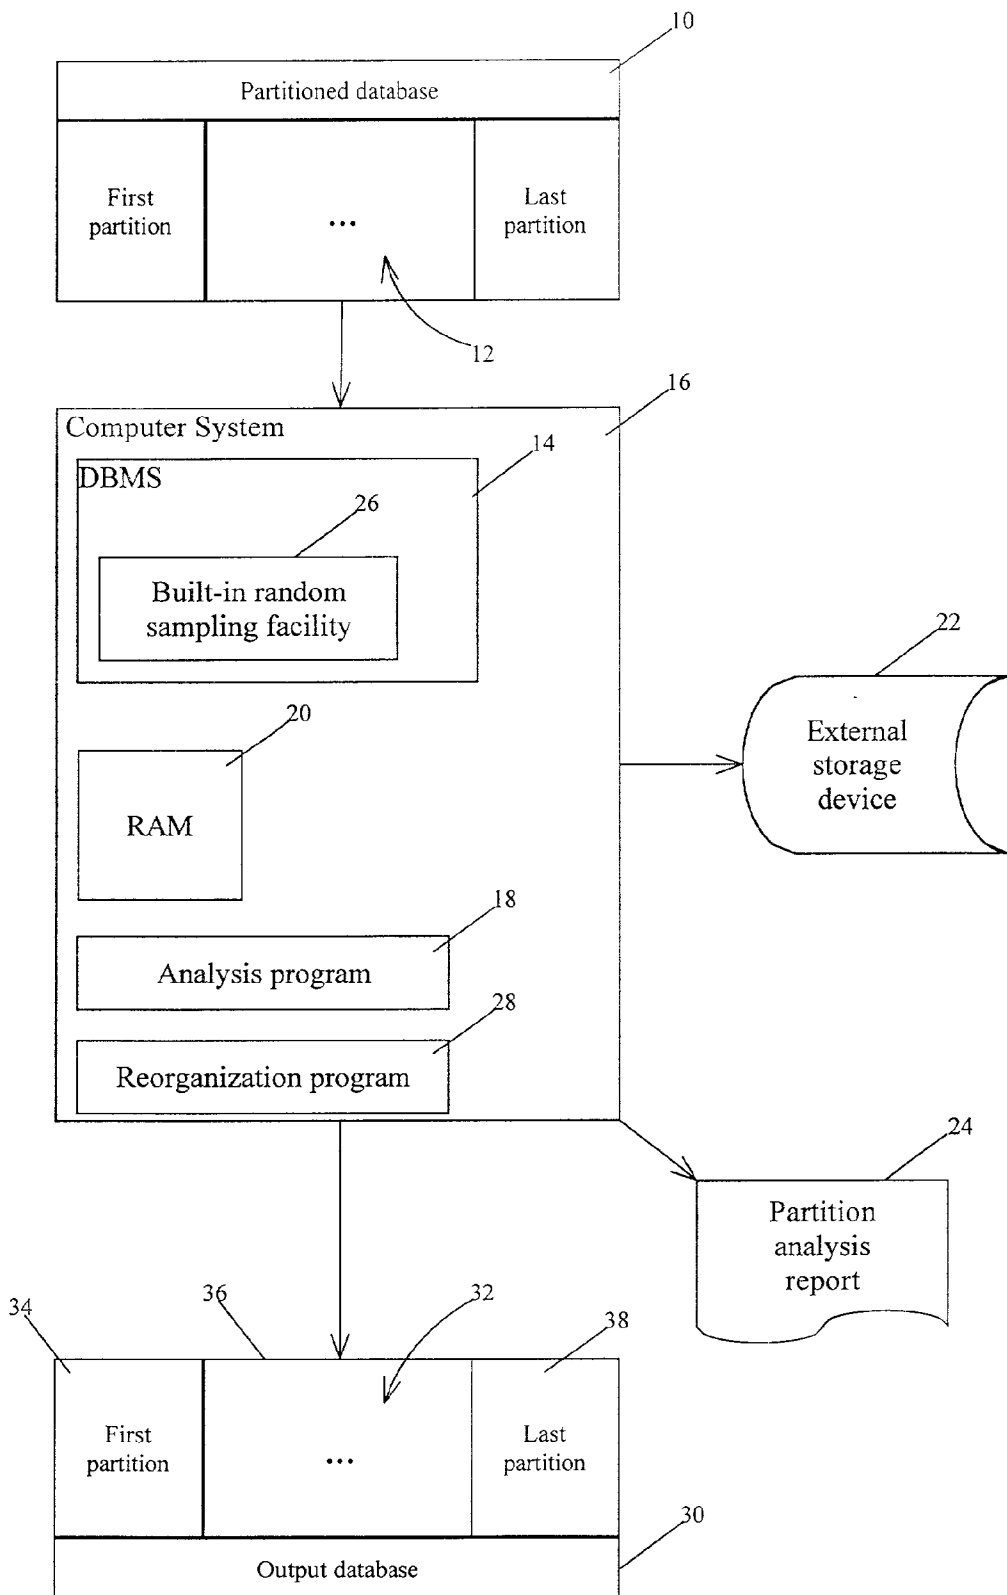 10
Partitioned database
First
partition
...
Last
partition
12
16
Computer System
14
DBMS
26
Built-in random
sampling facility
22
External
storage
device
20
RAM
18
Analysis program
28
Reorganization program
24
Partition
analysis
report
34
36
32
38
First
partition
...
Last
partition
30
Output database